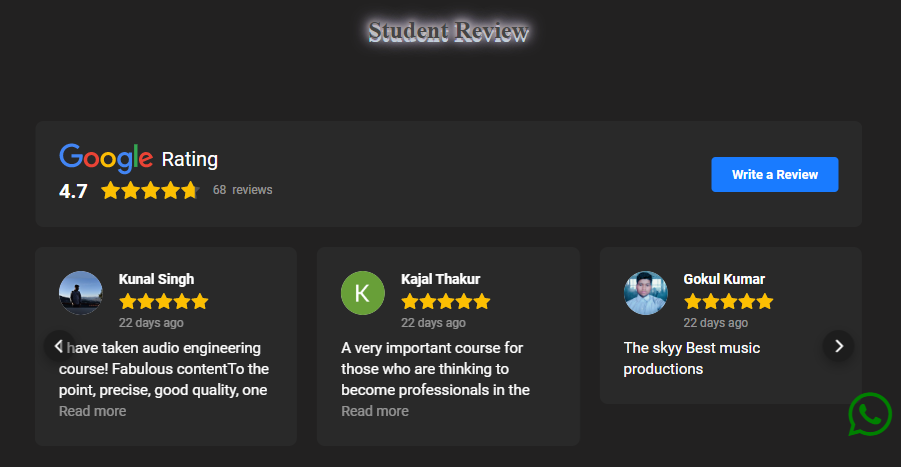 Student Review
Google Rating
4.7 68 reviews
Write a Review
Kunal Singh
22 days ago
I have taken audio engineering
course! Fabulous contentTo the
point, precise, good quality, one
Read more
K
Kajal Thakur
22 days ago
A very important course for
those who are thinking to
become professionals in the
Read more
Gokul Kumar
22 days ago
The skyy Best music
productions